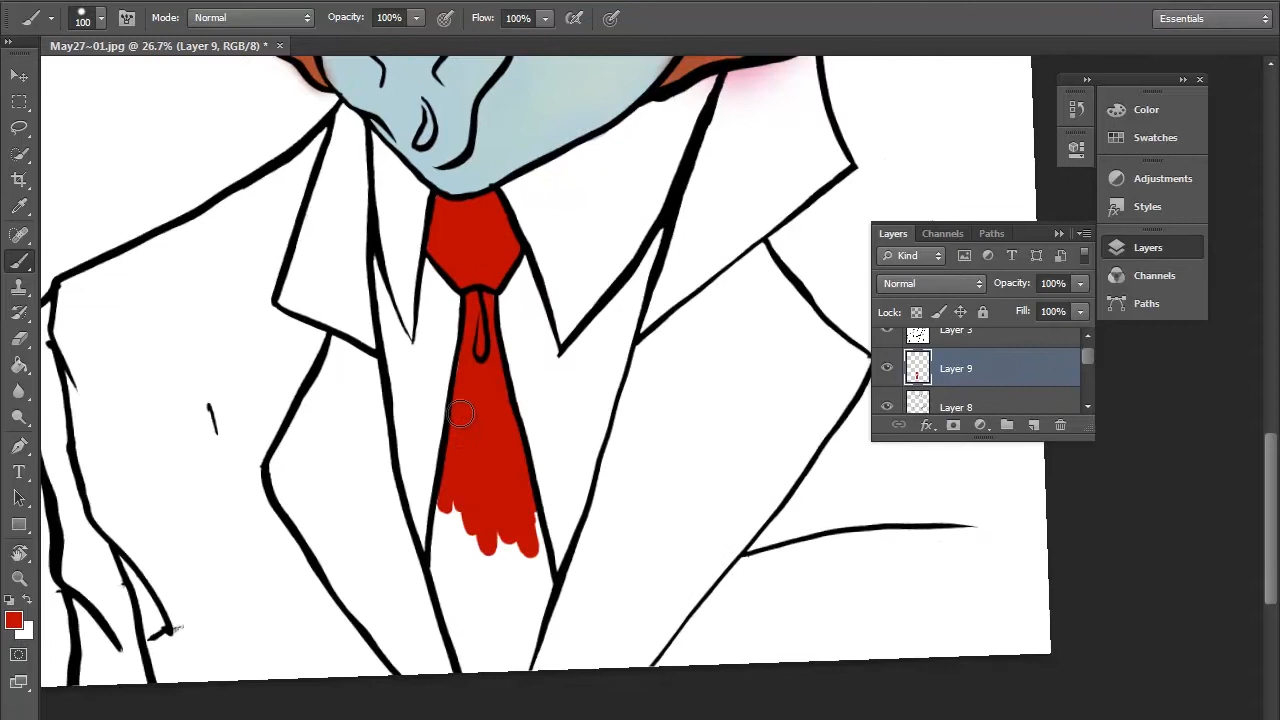 100 Mode: Normal Opacity: 100% Flow: 100% Essentials
May27~01.jpg @ 26.7% (Layer 9, RGB/8) * ×
Color
Swatches
Adjustments
Styles
Layers
Channels
Paths
Layers Channels Paths
Kind
Normal Opacity: 100%
Lock: Fill: 100%
Layer 3
Layer 9
Layer 8
fx